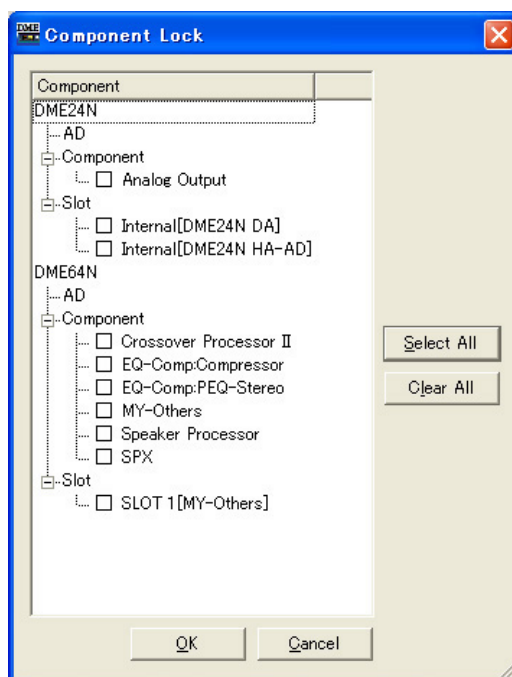 DME
Component Lock
Component
DME24N
AD
Component
Analog Output
Slot
Internal[DME24N DA]
Internal[DME24N HA-AD]
DME64N
AD
Component
Crossover Processor II
EQ-Comp:Compressor
EQ-Comp:PEQ-Stereo
MY-Others
Speaker Processor
SPX
Slot
SLOT 1[MY-Others]
Select All
Clear All
OK
Cancel